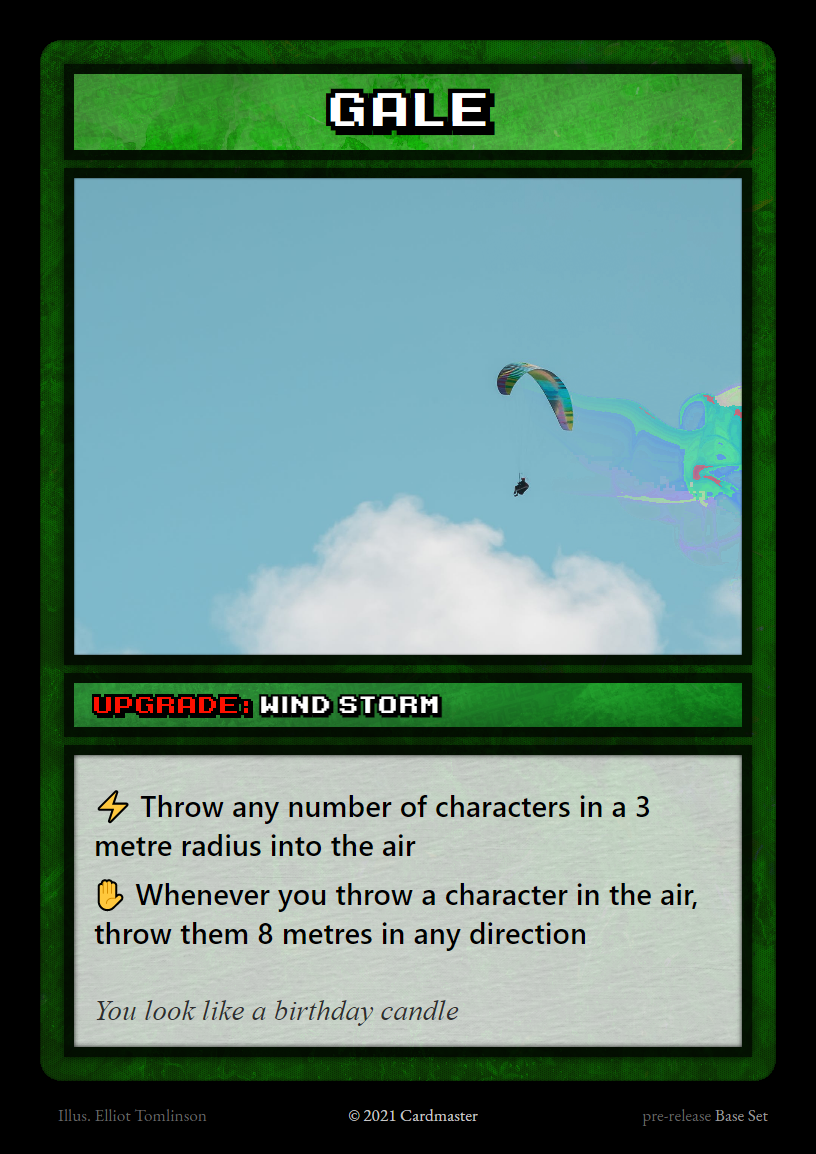 GALE
UPGRADE: WIND STORM
⚡ Throw any number of characters in a 3
metre radius into the air
✋ Whenever you throw a character in the air,
throw them 8 metres in any direction
You look like a birthday candle
Illus. Elliot Tomlinson
© 2021 Cardmaster
pre-release Base Set